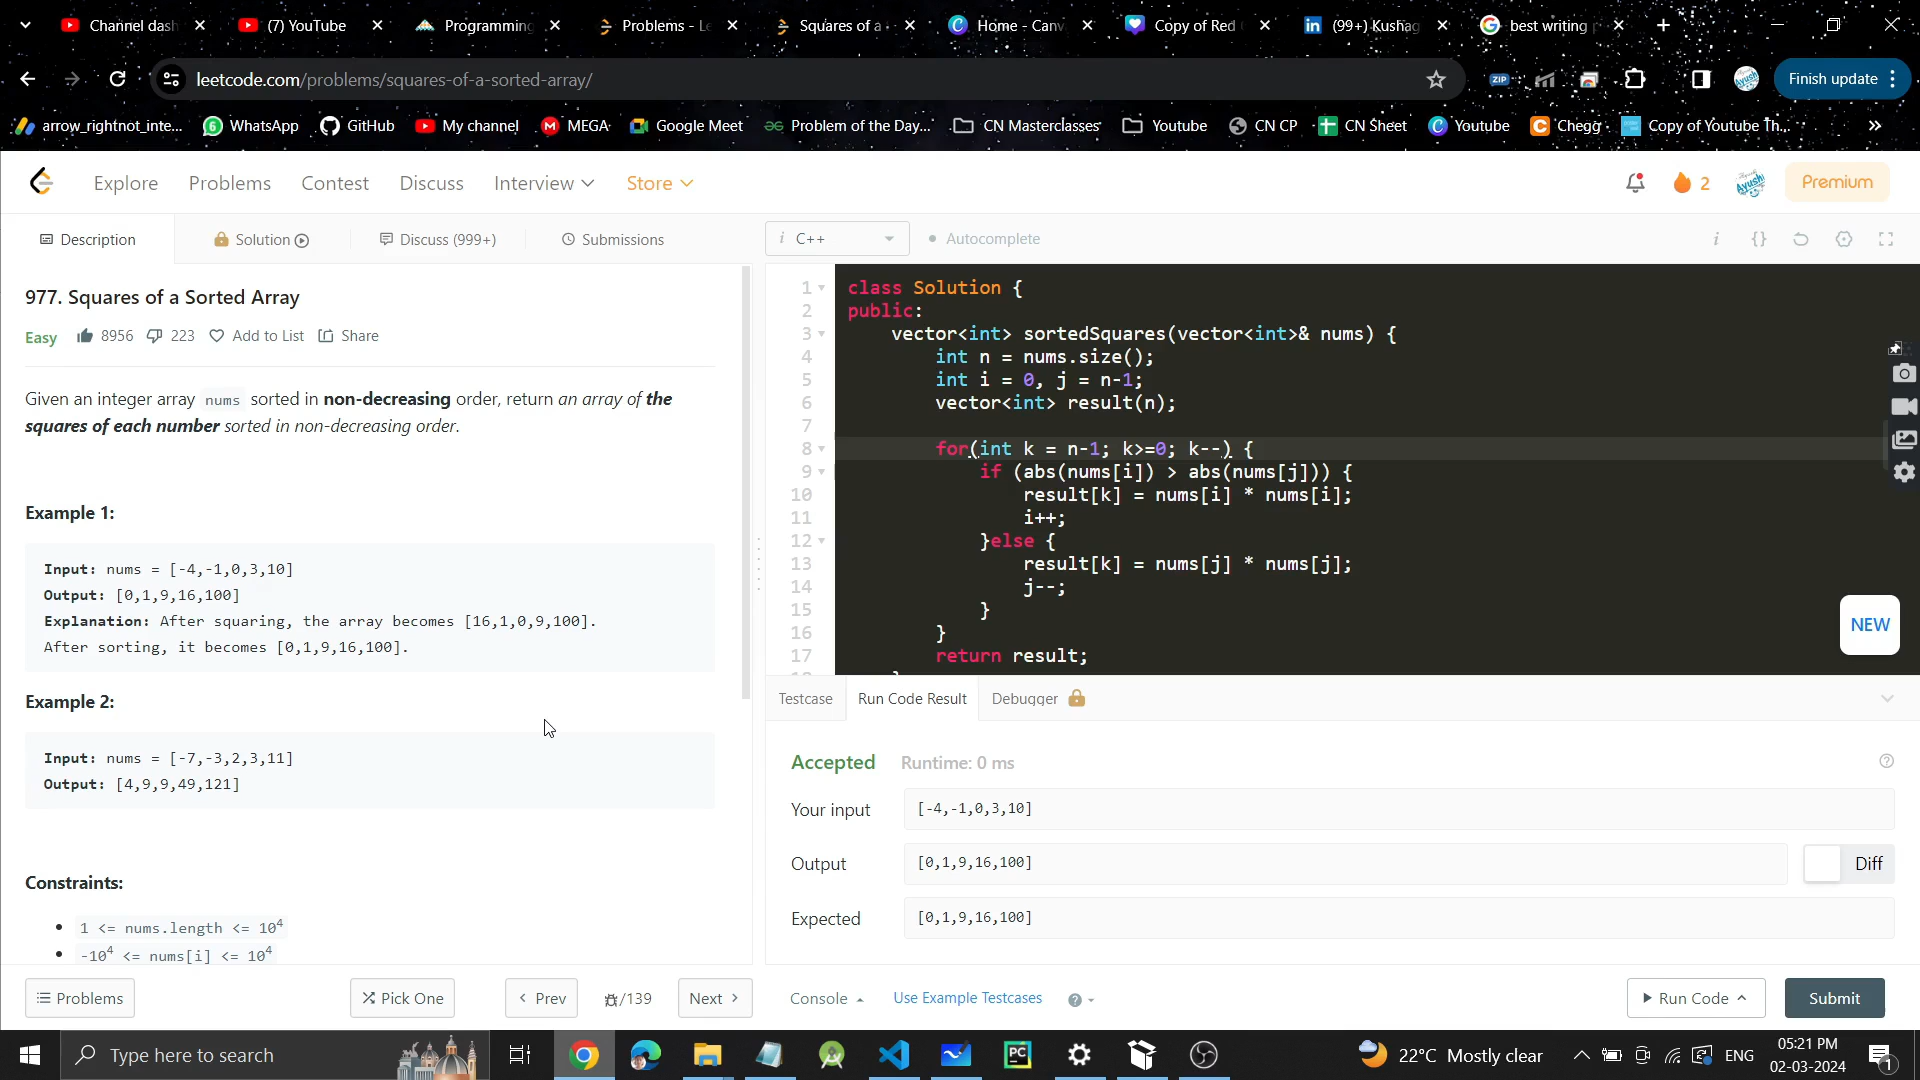 Channel dash
(7) YouTube
Programming
Problems - Le
Squares of a
Home - Canv
Copy of Red
(99+) Kushag
best writing p
leetcode.com/problems/squares-of-a-sorted-array/
Finish update
arrow_rightnot_inte...
WhatsApp
GitHub
My channel
MEGA
Google Meet
Problem of the Day...
CN Masterclasses
Youtube
CN CP
CN Sheet
Youtube
Chegg
Copy of Youtube Th...
Explore
Problems
Contest
Discuss
Interview
Store
2
Premium
Description
Solution
Discuss (999+)
Submissions
i C++
Autocomplete
977. Squares of a Sorted Array
Easy
8956
223
Add to List
Share
Given an integer array nums sorted in non-decreasing order, return an array of the
squares of each number sorted in non-decreasing order.
Example 1:
Input: nums = [-4,-1,0,3,10]
Output: [0,1,9,16,100]
Explanation: After squaring, the array becomes [16,1,0,9,100].
After sorting, it becomes [0,1,9,16,100].
Example 2:
Input: nums = [-7,-3,2,3,11]
Output: [4,9,9,49,121]
Constraints:
1 <= nums.length <= 10⁴
-10⁴ <= nums[i] <= 10⁴
1 class Solution {
2 public:
3 vector<int> sortedSquares(vector<int>& nums) {
4 int n = nums.size();
5 int i = 0, j = n-1;
6 vector<int> result(n);
7
8 for(int k = n-1; k>=0; k--) {
9 if (abs(nums[i]) > abs(nums[j])) {
10 result[k] = nums[i] * nums[i];
11 i++;
12 }else {
13 result[k] = nums[j] * nums[j];
14 j--;
15 }
16 }
17 return result;
NEW
Testcase
Run Code Result
Debugger
Accepted
Runtime: 0 ms
Your input
[-4,-1,0,3,10]
Output
[0,1,9,16,100]
Diff
Expected
[0,1,9,16,100]
Problems
Pick One
Prev
/139
Next
Console
Use Example Testcases
Run Code
Submit
Type here to search
22°C Mostly clear
ENG
05:21 PM
02-03-2024
1